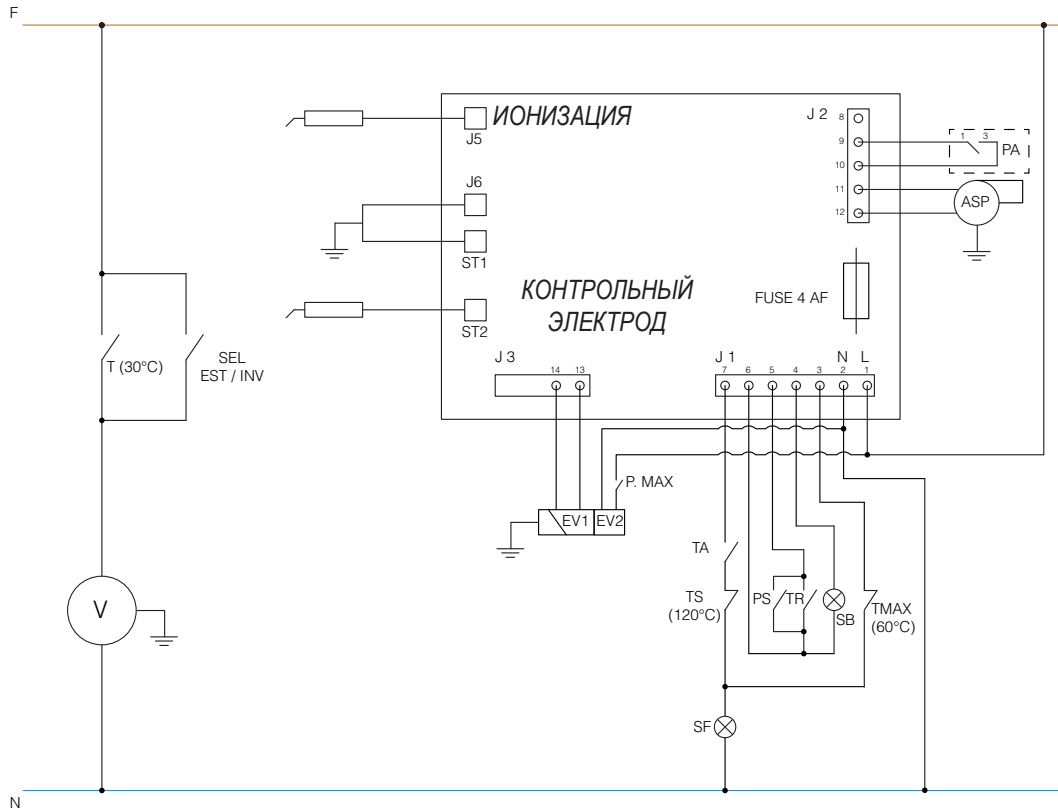 F
ИОНИЗАЦИЯ
J 2
8
J5
9
1
3
PA
10
J6
11
ASP
12
ST1
КОНТРОЛЬНЫЙ
ЭЛЕКТРОД
FUSE 4 AF
ST2
T (30°C)
SEL
EST / INV
J 3
14
13
J 1
N
L
7
6
5
4
3
2
1
P. MAX
EV1
EV2
TA
TS
(120°C)
PS
TR
SB
TMAX
(60°C)
V
SF
N